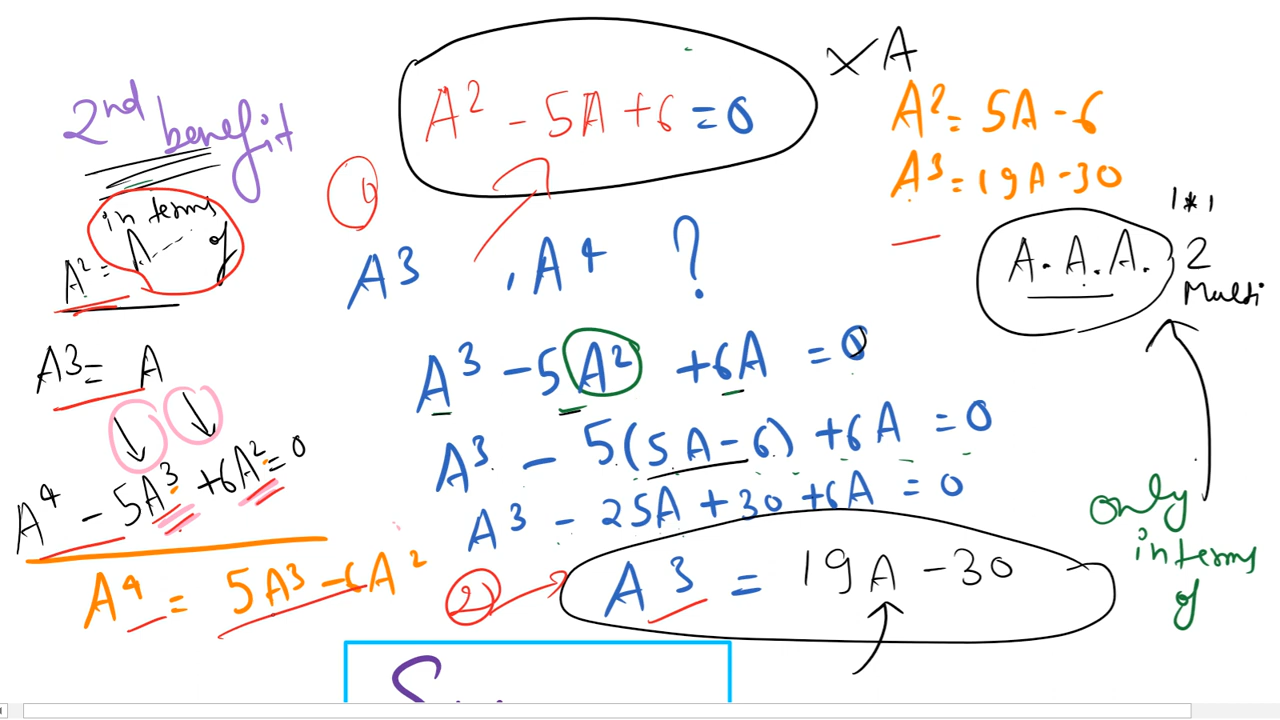 2nd benefit
A² - 5A + 6 = 0
× A
A² = 5A - 6
A³ = 19A - 30
in terms of
A² = A
1
A³, A⁴ ?
A.A.A.
1*1
2
Multi
A³ = A
A³ - 5A² + 6A = 0
A³ - 5(5A - 6) + 6A = 0
A³ - 25A + 30 + 6A = 0
2
A³ = 19A - 30
A⁴ - 5A³ + 6A² = 0
A⁴ = 5A³ - 6A²
only
in terms
of